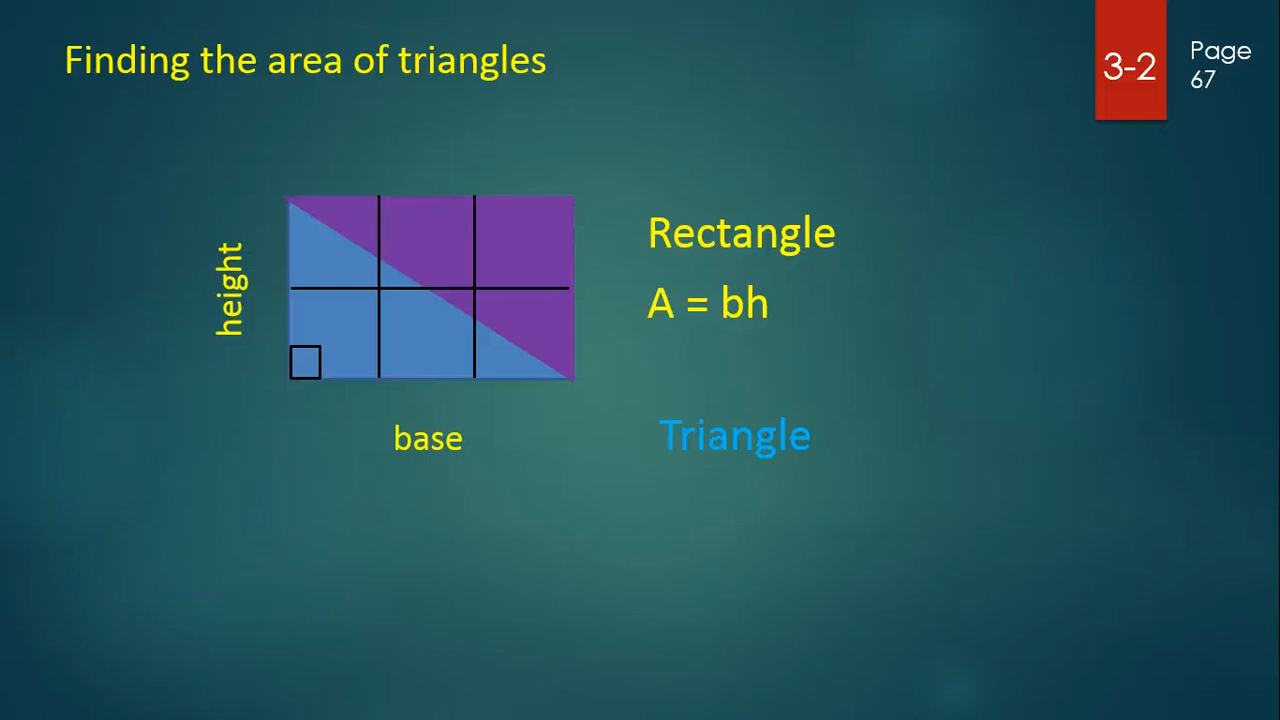 Finding the area of triangles
3-2
Page
67
height
Rectangle
A = bh
base
Triangle